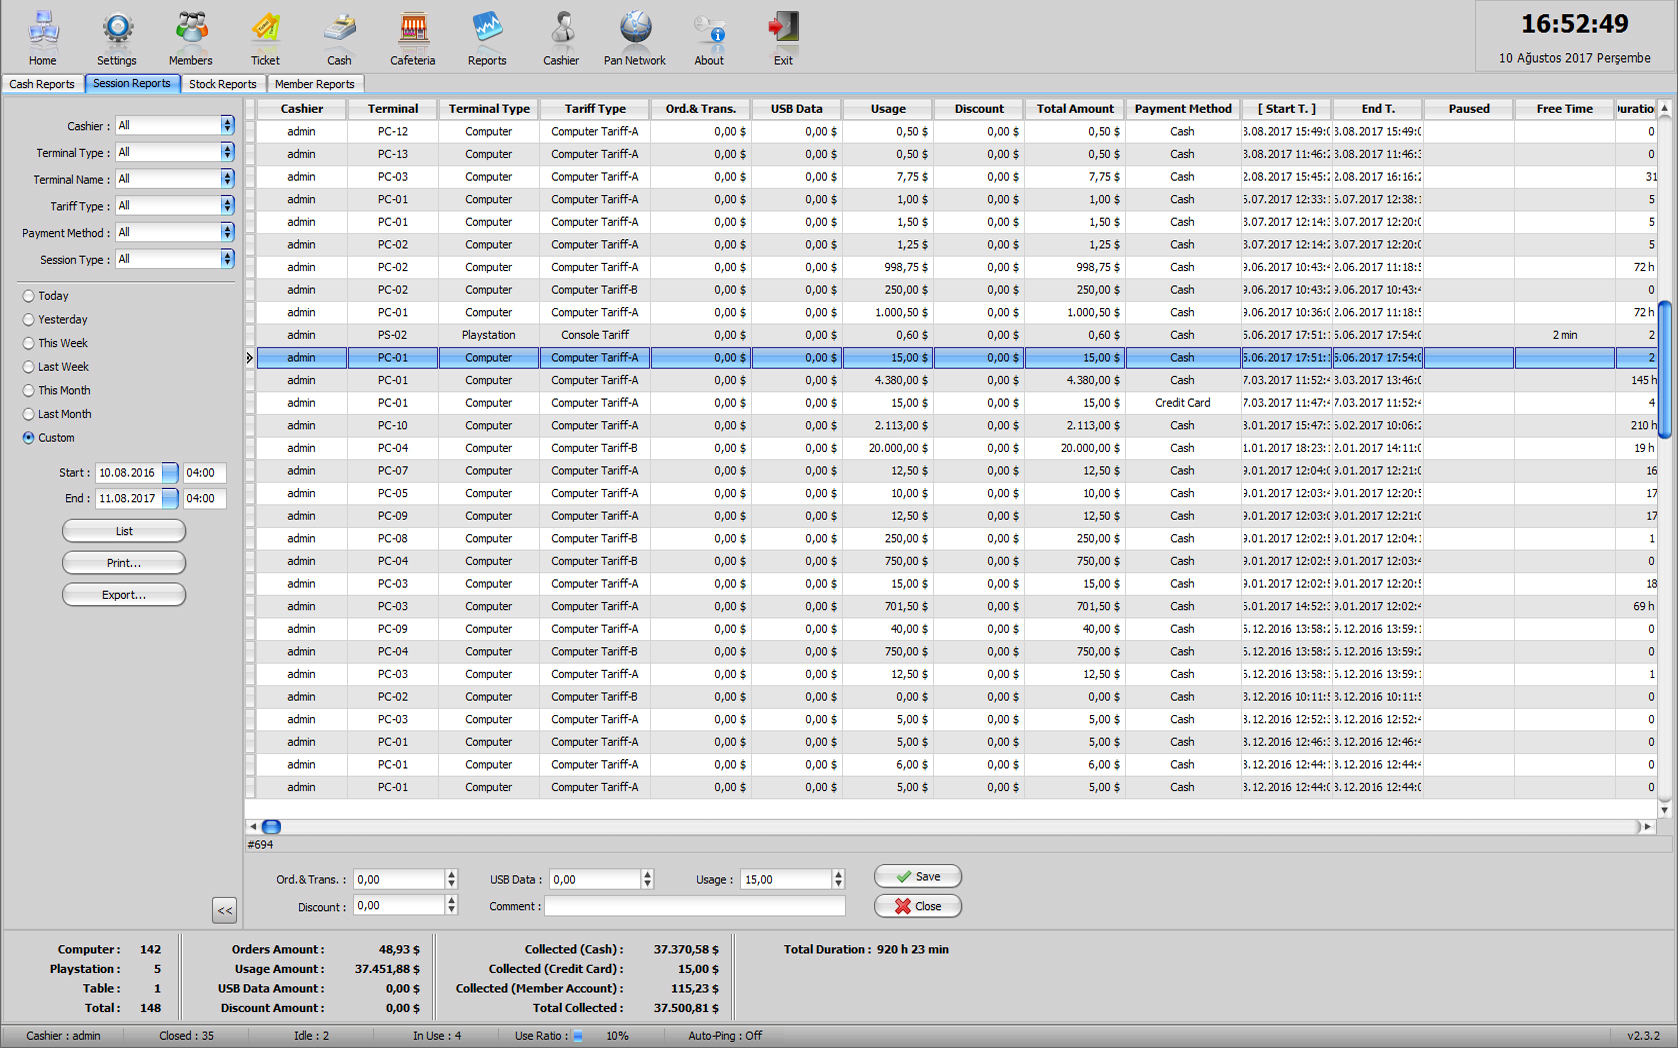 Home Settings Members Ticket Cash Cafeteria Reports Cashier Pan Network About Exit
16:52:49
10 Ağustos 2017 Perşembe
Cash Reports Session Reports Stock Reports Member Reports
Cashier : All
Terminal Type : All
Terminal Name : All
Tariff Type : All
Payment Method : All
Session Type : All
Today
Yesterday
This Week
Last Week
This Month
Last Month
Custom
Start : 10.08.2016 04:00
End : 11.08.2017 04:00
List
Print...
Export...
<<
Cashier Terminal Terminal Type Tariff Type Ord.& Trans. USB Data Usage Discount Total Amount Payment Method [ Start T. ] End T. Paused Free Time
admin PC-12 Computer Computer Tariff-A 0,00 $ 0,00 $ 0,50 $ 0,00 $ 0,50 $ Cash 3.08.2017 15:49:0 3.08.2017 15:49:0 0
admin PC-13 Computer Computer Tariff-A 0,00 $ 0,00 $ 0,50 $ 0,00 $ 0,50 $ Cash 3.08.2017 11:46:2 3.08.2017 11:46:3 0
admin PC-03 Computer Computer Tariff-A 0,00 $ 0,00 $ 7,75 $ 0,00 $ 7,75 $ Cash 2.08.2017 15:45:2 2.08.2017 16:16:2 31
admin PC-01 Computer Computer Tariff-A 0,00 $ 0,00 $ 1,00 $ 0,00 $ 1,00 $ Cash 5.07.2017 12:33:1 5.07.2017 12:38:1 5
admin PC-01 Computer Computer Tariff-A 0,00 $ 0,00 $ 1,50 $ 0,00 $ 1,50 $ Cash 3.07.2017 12:14:3 3.07.2017 12:20:0 5
admin PC-02 Computer Computer Tariff-A 0,00 $ 0,00 $ 1,25 $ 0,00 $ 1,25 $ Cash 3.07.2017 12:14:2 3.07.2017 12:20:0 5
admin PC-02 Computer Computer Tariff-A 0,00 $ 0,00 $ 998,75 $ 0,00 $ 998,75 $ Cash 9.06.2017 10:43:4 2.06.2017 11:18:5 72 h
admin PC-02 Computer Computer Tariff-B 0,00 $ 0,00 $ 250,00 $ 0,00 $ 250,00 $ Cash 9.06.2017 10:43:2 9.06.2017 10:43:4 0
admin PC-01 Computer Computer Tariff-A 0,00 $ 0,00 $ 1.000,50 $ 0,00 $ 1.000,50 $ Cash 9.06.2017 10:36:0 2.06.2017 11:18:5 72 h
admin PS-02 Playstation Console Tariff 0,00 $ 0,00 $ 0,60 $ 0,00 $ 0,60 $ Cash 5.06.2017 17:51:1 5.06.2017 17:54:0 2 min 2
admin PC-01 Computer Computer Tariff-A 0,00 $ 0,00 $ 15,00 $ 0,00 $ 15,00 $ Cash 5.06.2017 17:51:1 5.06.2017 17:54:0 2
admin PC-01 Computer Computer Tariff-A 0,00 $ 0,00 $ 4.380,00 $ 0,00 $ 4.380,00 $ Cash 7.03.2017 11:52:4 3.03.2017 13:46:0 145 h
admin PC-01 Computer Computer Tariff-A 0,00 $ 0,00 $ 15,00 $ 0,00 $ 15,00 $ Credit Card 7.03.2017 11:47:4 7.03.2017 11:52:4 4
admin PC-10 Computer Computer Tariff-A 0,00 $ 0,00 $ 2.113,00 $ 0,00 $ 2.113,00 $ Cash 3.01.2017 15:47:3 5.02.2017 10:06:2 210 h
admin PC-04 Computer Computer Tariff-B 0,00 $ 0,00 $ 20.000,00 $ 0,00 $ 20.000,00 $ Cash 1.01.2017 18:23:1 2.01.2017 14:11:0 19 h
admin PC-07 Computer Computer Tariff-A 0,00 $ 0,00 $ 12,50 $ 0,00 $ 12,50 $ Cash 9.01.2017 12:04:0 9.01.2017 12:21:0 16
admin PC-05 Computer Computer Tariff-A 0,00 $ 0,00 $ 10,00 $ 0,00 $ 10,00 $ Cash 9.01.2017 12:03:4 9.01.2017 12:20:5 17
admin PC-09 Computer Computer Tariff-A 0,00 $ 0,00 $ 12,50 $ 0,00 $ 12,50 $ Cash 9.01.2017 12:03:0 9.01.2017 12:21:0 17
admin PC-08 Computer Computer Tariff-B 0,00 $ 0,00 $ 250,00 $ 0,00 $ 250,00 $ Cash 9.01.2017 12:02:5 9.01.2017 12:04:1 1
admin PC-04 Computer Computer Tariff-B 0,00 $ 0,00 $ 750,00 $ 0,00 $ 750,00 $ Cash 9.01.2017 12:02:5 9.01.2017 12:03:4 0
admin PC-03 Computer Computer Tariff-A 0,00 $ 0,00 $ 15,00 $ 0,00 $ 15,00 $ Cash 9.01.2017 12:02:5 9.01.2017 12:20:5 18
admin PC-03 Computer Computer Tariff-A 0,00 $ 0,00 $ 701,50 $ 0,00 $ 701,50 $ Cash 5.01.2017 14:52:3 9.01.2017 12:02:4 69 h
admin PC-09 Computer Computer Tariff-A 0,00 $ 0,00 $ 40,00 $ 0,00 $ 40,00 $ Cash 5.12.2016 13:58:2 5.12.2016 13:59:1 0
admin PC-04 Computer Computer Tariff-B 0,00 $ 0,00 $ 750,00 $ 0,00 $ 750,00 $ Cash 5.12.2016 13:58:2 5.12.2016 13:59:2 0
admin PC-03 Computer Computer Tariff-A 0,00 $ 0,00 $ 12,50 $ 0,00 $ 12,50 $ Cash 5.12.2016 13:58:1 5.12.2016 13:59:1 1
admin PC-02 Computer Computer Tariff-B 0,00 $ 0,00 $ 0,00 $ 0,00 $ 0,00 $ Cash 3.12.2016 10:11:5 3.12.2016 10:11:5 0
admin PC-03 Computer Computer Tariff-A 0,00 $ 0,00 $ 5,00 $ 0,00 $ 5,00 $ Cash 3.12.2016 12:52:3 3.12.2016 12:52:4 0
admin PC-01 Computer Computer Tariff-A 0,00 $ 0,00 $ 5,00 $ 0,00 $ 5,00 $ Cash 3.12.2016 12:46:3 3.12.2016 12:46:4 0
admin PC-01 Computer Computer Tariff-A 0,00 $ 0,00 $ 6,00 $ 0,00 $ 6,00 $ Cash 3.12.2016 12:44:1 3.12.2016 12:44:4 0
admin PC-01 Computer Computer Tariff-A 0,00 $ 0,00 $ 5,00 $ 0,00 $ 5,00 $ Cash 3.12.2016 12:44:0 3.12.2016 12:44:0 0
#694
Ord.& Trans. : 0,00 USB Data : 0,00 Usage : 15,00 Save
Discount : 0,00 Comment : Close
Computer : 142 Orders Amount : 48,93 $ Collected (Cash) : 37.370,58 $ Total Duration : 920 h 23 min
Playstation : 5 Usage Amount : 37.451,88 $ Collected (Credit Card) : 15,00 $
Table : 1 USB Data Amount : 0,00 $ Collected (Member Account) : 115,23 $
Total : 148 Discount Amount : 0,00 $ Total Collected : 37.500,81 $
Cashier : admin Closed : 35 Idle : 2 In Use : 4 Use Ratio : 10% Auto-Ping : Off v2.3.2